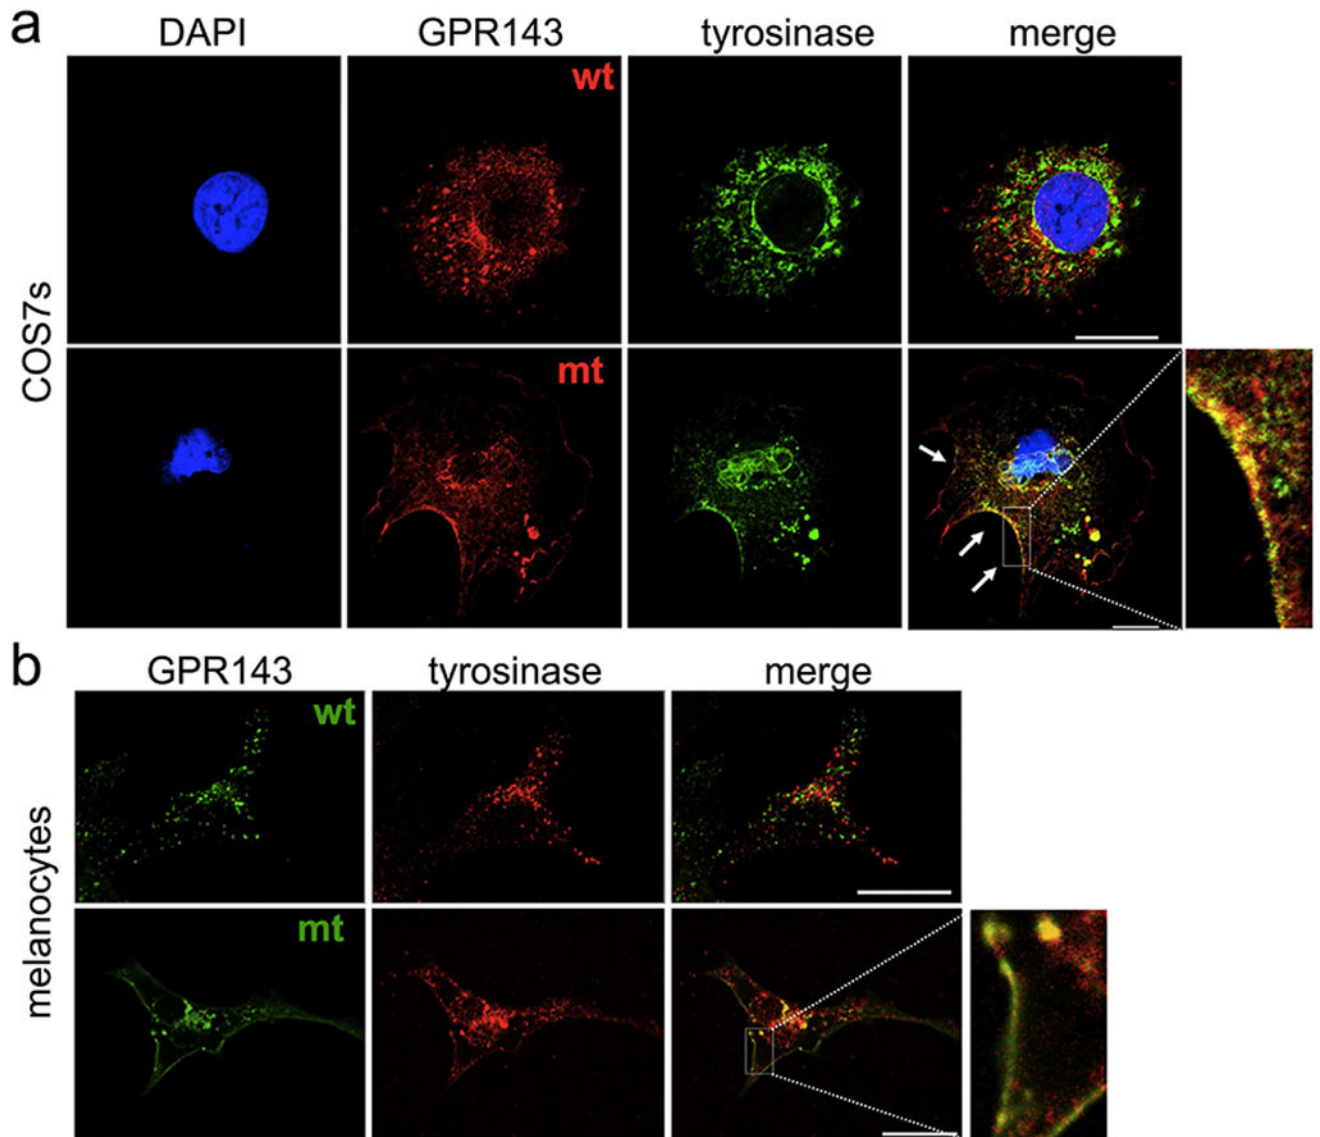 a
DAPI GPR143 tyrosinase merge
wt
COS7s
mt
b
GPR143 tyrosinase merge
wt
melanocytes
mt